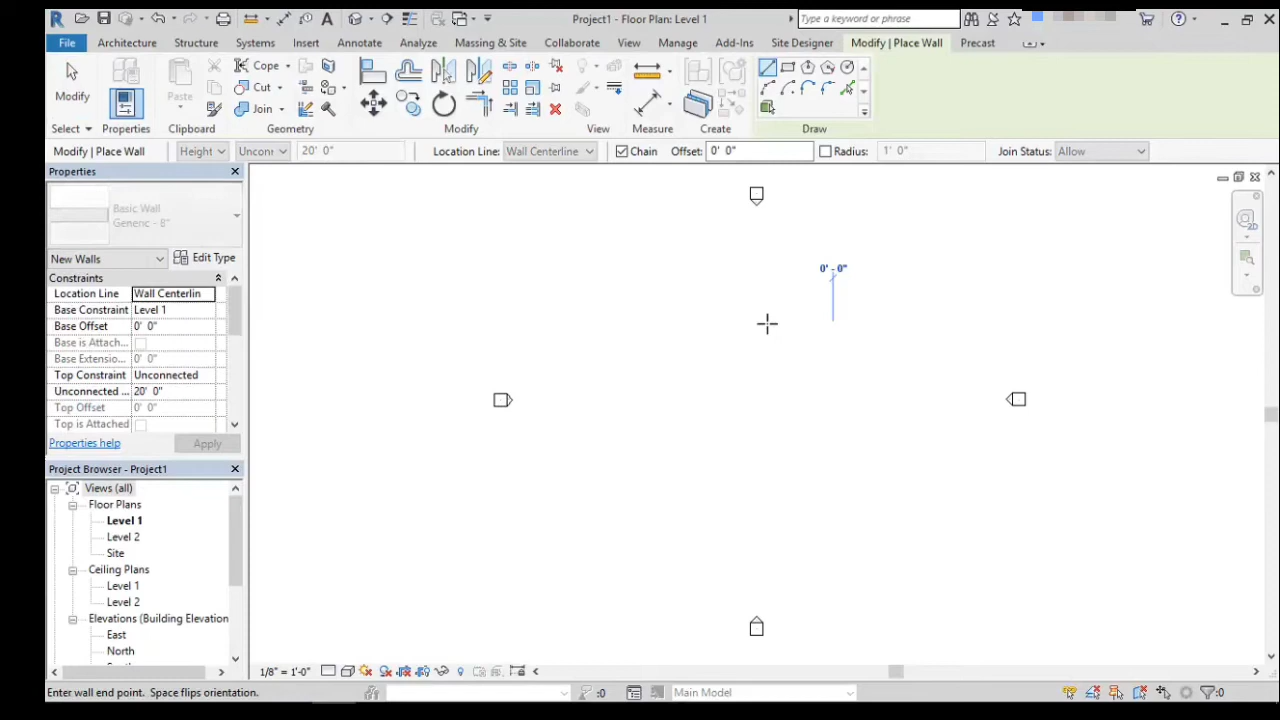 Project1 - Floor Plan: Level 1
Type a keyword or phrase
File Architecture Structure Systems Insert Annotate Analyze Massing & Site Collaborate View Manage Add-Ins Site Designer Modify | Place Wall Precast
Modify
Paste
Cope
Cut
Join
Select Properties Clipboard Geometry Modify View Measure Create Draw
Modify | Place Wall Height Unconr 20' 0" Location Line: Wall Centerline Chain Offset: 0' 0" Radius: 1' 0" Join Status: Allow
Properties
Basic Wall
Generic - 8"
New Walls Edit Type
Constraints
Location Line Wall Centerlin
Base Constraint Level 1
Base Offset 0' 0"
Base is Attach...
Base Extensio... 0' 0"
Top Constraint Unconnected
Unconnected ... 20' 0"
Top Offset 0' 0"
Top is Attached
Properties help Apply
Project Browser - Project1
Views (all)
Floor Plans
Level 1
Level 2
Site
Ceiling Plans
Level 1
Level 2
Elevations (Building Elevation
East
North
0' - 0"
2D
1/8" = 1'-0"
Enter wall end point. Space flips orientation.
:0
Main Model
:0